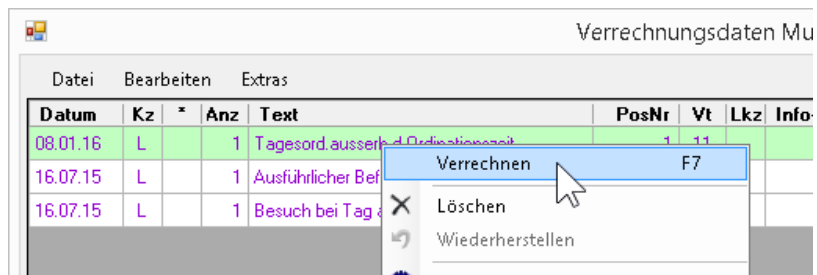 Verrechnungsdaten Mu
Datei Bearbeiten Extras
Datum Kz * Anz Text PosNr Vt Lkz Info-
08.01.16 L 1 Tagesord.ausserh.d.Ordinationszeit 1 11
Verrechnen F7
16.07.15 L 1 Ausführlicher Bef
Löschen
16.07.15 L 1 Besuch bei Tag
Wiederherstellen